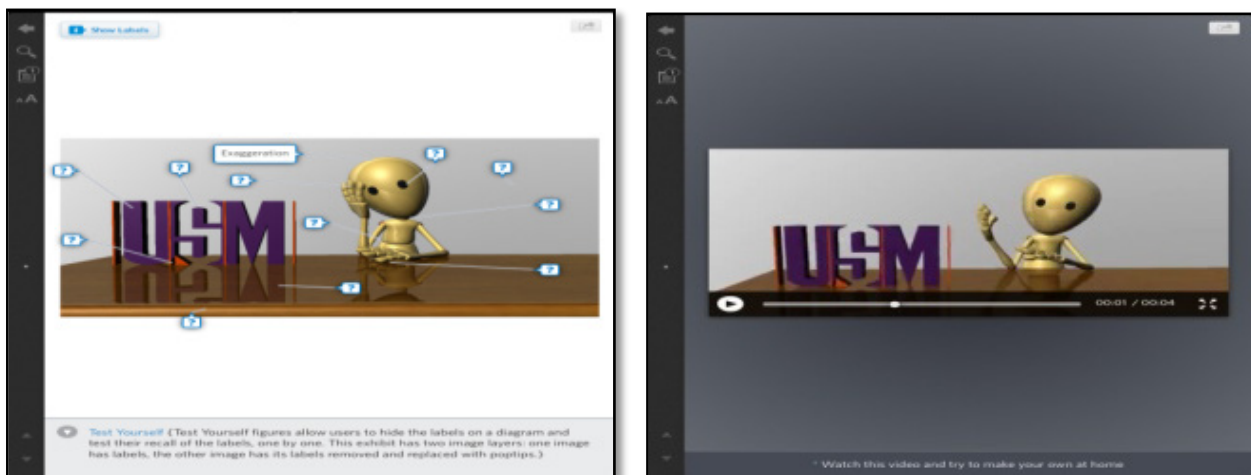 Show Labels
AA
Exaggeration
?
?
?
?
?
?
?
?
?
?
?
USM
Test Yourself (Test Yourself figures allow users to hide the labels on a diagram and
test their recall of the labels, one by one. This exhibit has two image layers: one image
has labels, the other image has its labels removed and replaced with poptips.)
AA
USM
00:01 / 00:04
* Watch this video and try to make your own at home